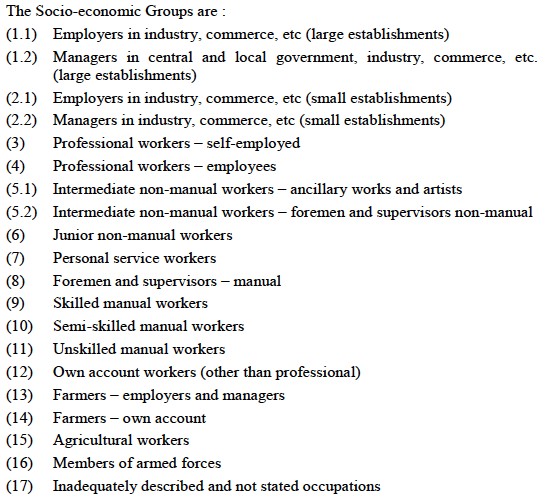 The Socio-economic Groups are :
(1.1) Employers in industry, commerce, etc (large establishments)
(1.2) Managers in central and local government, industry, commerce, etc.
(large establishments)
(2.1) Employers in industry, commerce, etc (small establishments)
(2.2) Managers in industry, commerce, etc (small establishments)
(3) Professional workers – self-employed
(4) Professional workers – employees
(5.1) Intermediate non-manual workers – ancillary works and artists
(5.2) Intermediate non-manual workers – foremen and supervisors non-manual
(6) Junior non-manual workers
(7) Personal service workers
(8) Foremen and supervisors – manual
(9) Skilled manual workers
(10) Semi-skilled manual workers
(11) Unskilled manual workers
(12) Own account workers (other than professional)
(13) Farmers – employers and managers
(14) Farmers – own account
(15) Agricultural workers
(16) Members of armed forces
(17) Inadequately described and not stated occupations